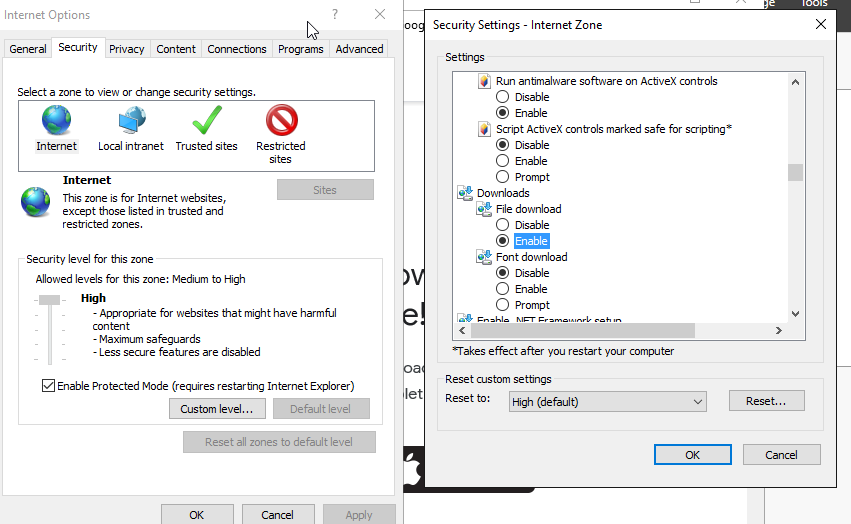 Internet Options
?
General
Security
Privacy
Content
Connections
Programs
Advanced
Select a zone to view or change security settings.
Internet
Local intranet
Trusted sites
Restricted
sites
Internet
This zone is for Internet websites,
except those listed in trusted and
restricted zones.
Sites
Security level for this zone
Allowed levels for this zone: Medium to High
High
- Appropriate for websites that might have harmful
content
- Maximum safeguards
- Less secure features are disabled
Enable Protected Mode (requires restarting Internet Explorer)
Custom level...
Default level
Reset all zones to default level
OK
Cancel
Apply
Tools
Security Settings - Internet Zone
Settings
Run antimalware software on ActiveX controls
Disable
Enable
Script ActiveX controls marked safe for scripting*
Disable
Enable
Prompt
Downloads
File download
Disable
Enable
Font download
Disable
Enable
Prompt
Enable .NET Framework setup
*Takes effect after you restart your computer
Reset custom settings
Reset to:
High (default)
Reset...
OK
Cancel